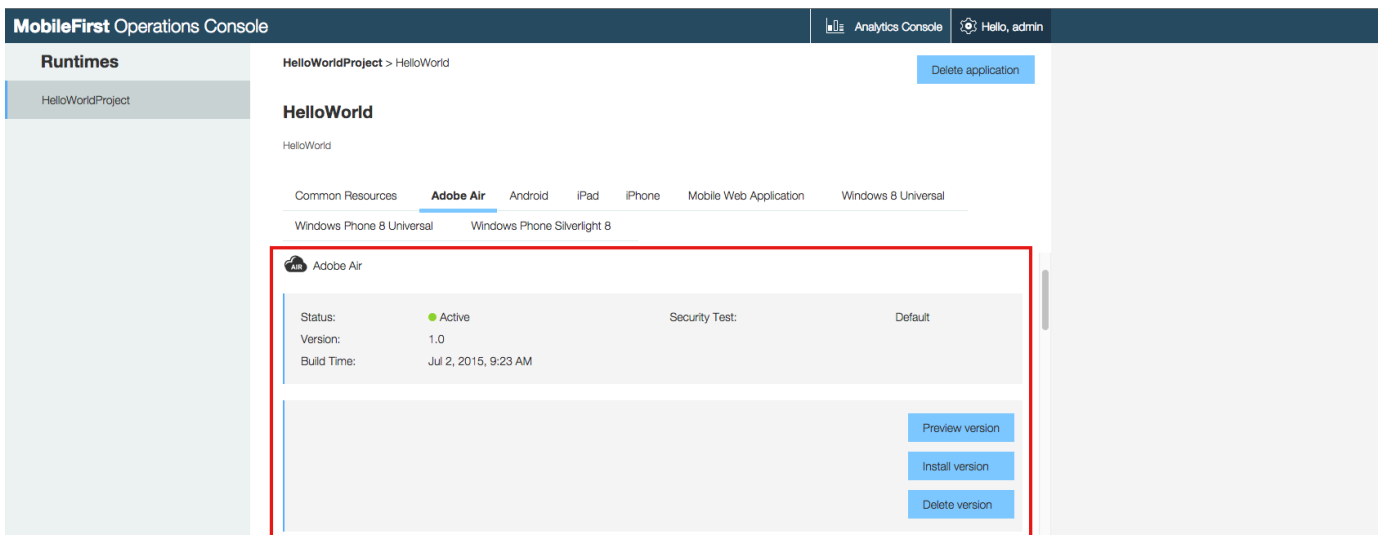 MobileFirst Operations Console
Analytics Console
Hello, admin
Runtimes
HelloWorldProject
HelloWorldProject > HelloWorld
Delete application
HelloWorld
HelloWorld
Common Resources Adobe Air Android iPad iPhone Mobile Web Application Windows 8 Universal
Windows Phone 8 Universal Windows Phone Silverlight 8
AIR Adobe Air
Status: Active Security Test: Default
Version: 1.0
Build Time: Jul 2, 2015, 9:23 AM
Preview version
Install version
Delete version